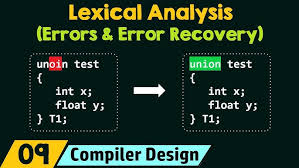 Lexical Analysis
(Errors & Error Recovery)
unoin test
{
int x;
float y;
} T1;
union test
{
int x;
float y;
} T1;
09 Compiler Design